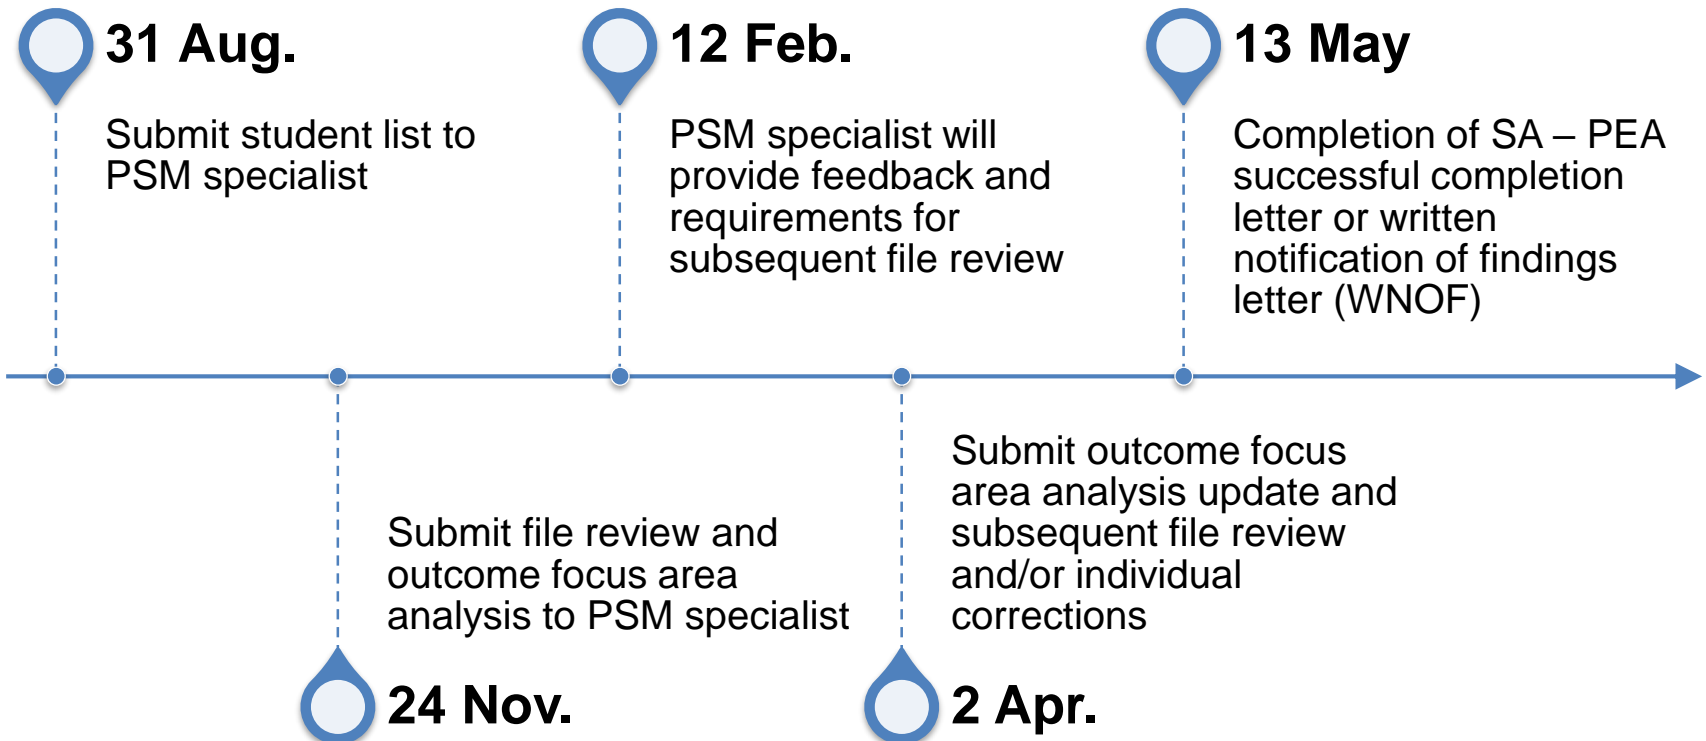 31 Aug.
Submit student list to
PSM specialist
12 Feb.
PSM specialist will
provide feedback and
requirements for
subsequent file review
13 May
Completion of SA – PEA
successful completion
letter or written
notification of findings
letter (WNOF)
Submit file review and
outcome focus area
analysis to PSM specialist
24 Nov.
Submit outcome focus
area analysis update and
subsequent file review
and/or individual
corrections
2 Apr.